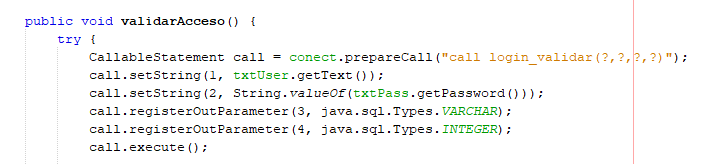 public void validarAcceso() {
try {
CallableStatement call = conect.prepareCall("call login_validar(?,?,?,?)");
call.setString(1, txtUser.getText());
call.setString(2, String.valueOf(txtPass.getPassword()));
call.registerOutParameter(3, java.sql.Types.VARCHAR);
call.registerOutParameter(4, java.sql.Types.INTEGER);
call.execute();